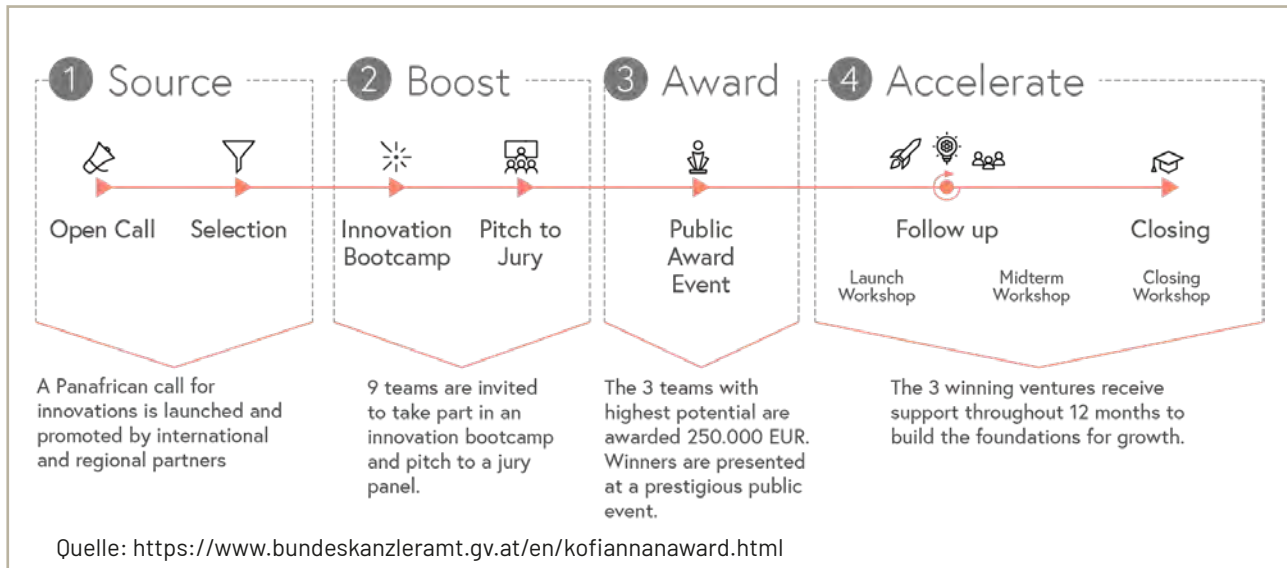 1 Source
Open Call
Selection
A Panafrican call for
innovations is launched and
promoted by international
and regional partners
2 Boost
Innovation
Bootcamp
Pitch to
Jury
9 teams are invited
to take part in an
innovation bootcamp
and pitch to a jury
panel.
3 Award
Public
Award
Event
The 3 teams with
highest potential are
awarded 250.000 EUR.
Winners are presented
at a prestigious public
event.
4 Accelerate
Follow up
Launch
Workshop
Midterm
Workshop
Closing
Closing
Workshop
The 3 winning ventures receive
support throughout 12 months to
build the foundations for growth.
Quelle: https://www.bundeskanzleramt.gv.at/en/kofiannanaward.html